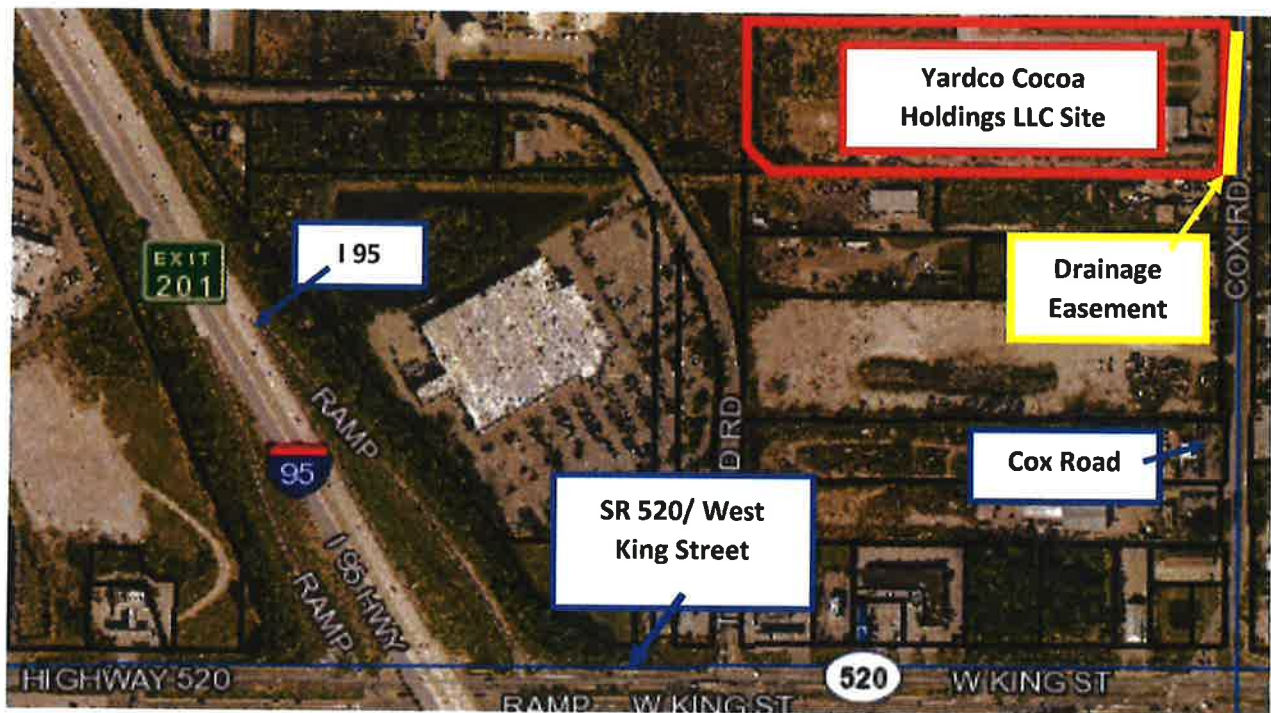 Yardco Cocoa
Holdings LLC Site
I 95
EXIT
201
Drainage
Easement
COX RD
RAMP
95
D RD
Cox Road
SR 520/ West
King Street
I 95 HWY
RAMP
HIGHWAY 520
RAMP
W KING ST
520
W KING ST